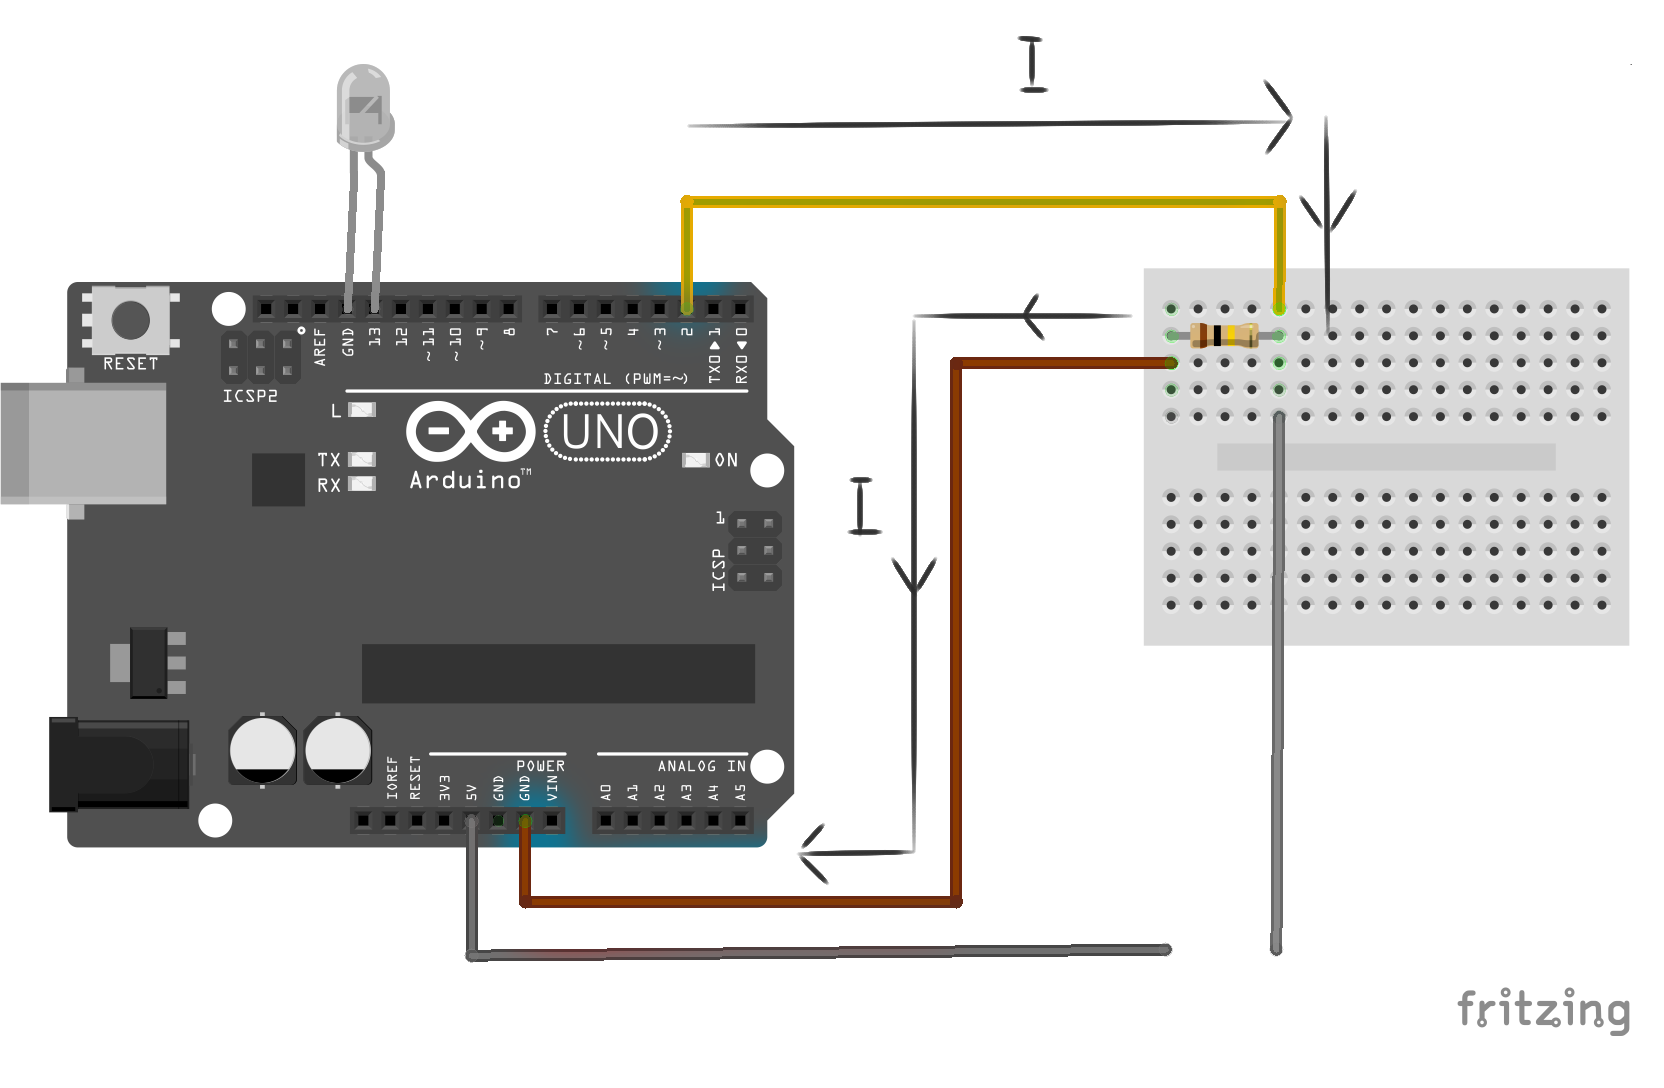 I
RESET
ICSP2
AREF
GND
13
12
~11
~10
~9
8
7
~6
~5
4
~3
2
TX0▶1
RX0◀0
DIGITAL (PWM=~)
L
TX
RX
Arduino™
UNO
ON
1
ICSP
I
POWER
ANALOG IN
IOREF
RESET
3V3
5V
GND
GND
VIN
A0
A1
A2
A3
A4
A5
fritzing